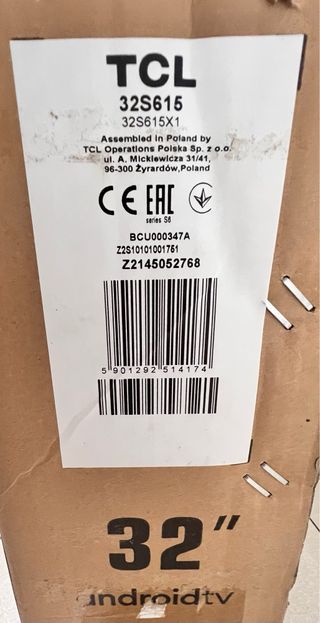 TCL
32S615
32S615X1
Assembled in Poland by
TCL Operations Polska Sp. z o.o.
ul. A. Mickiewicza 31/41,
96-300 Żyrardów,Poland
CE EAC
series S6
BCU000347A
Z2S10101001751
Z2145052768
5 901292 514174
32"
androidtv